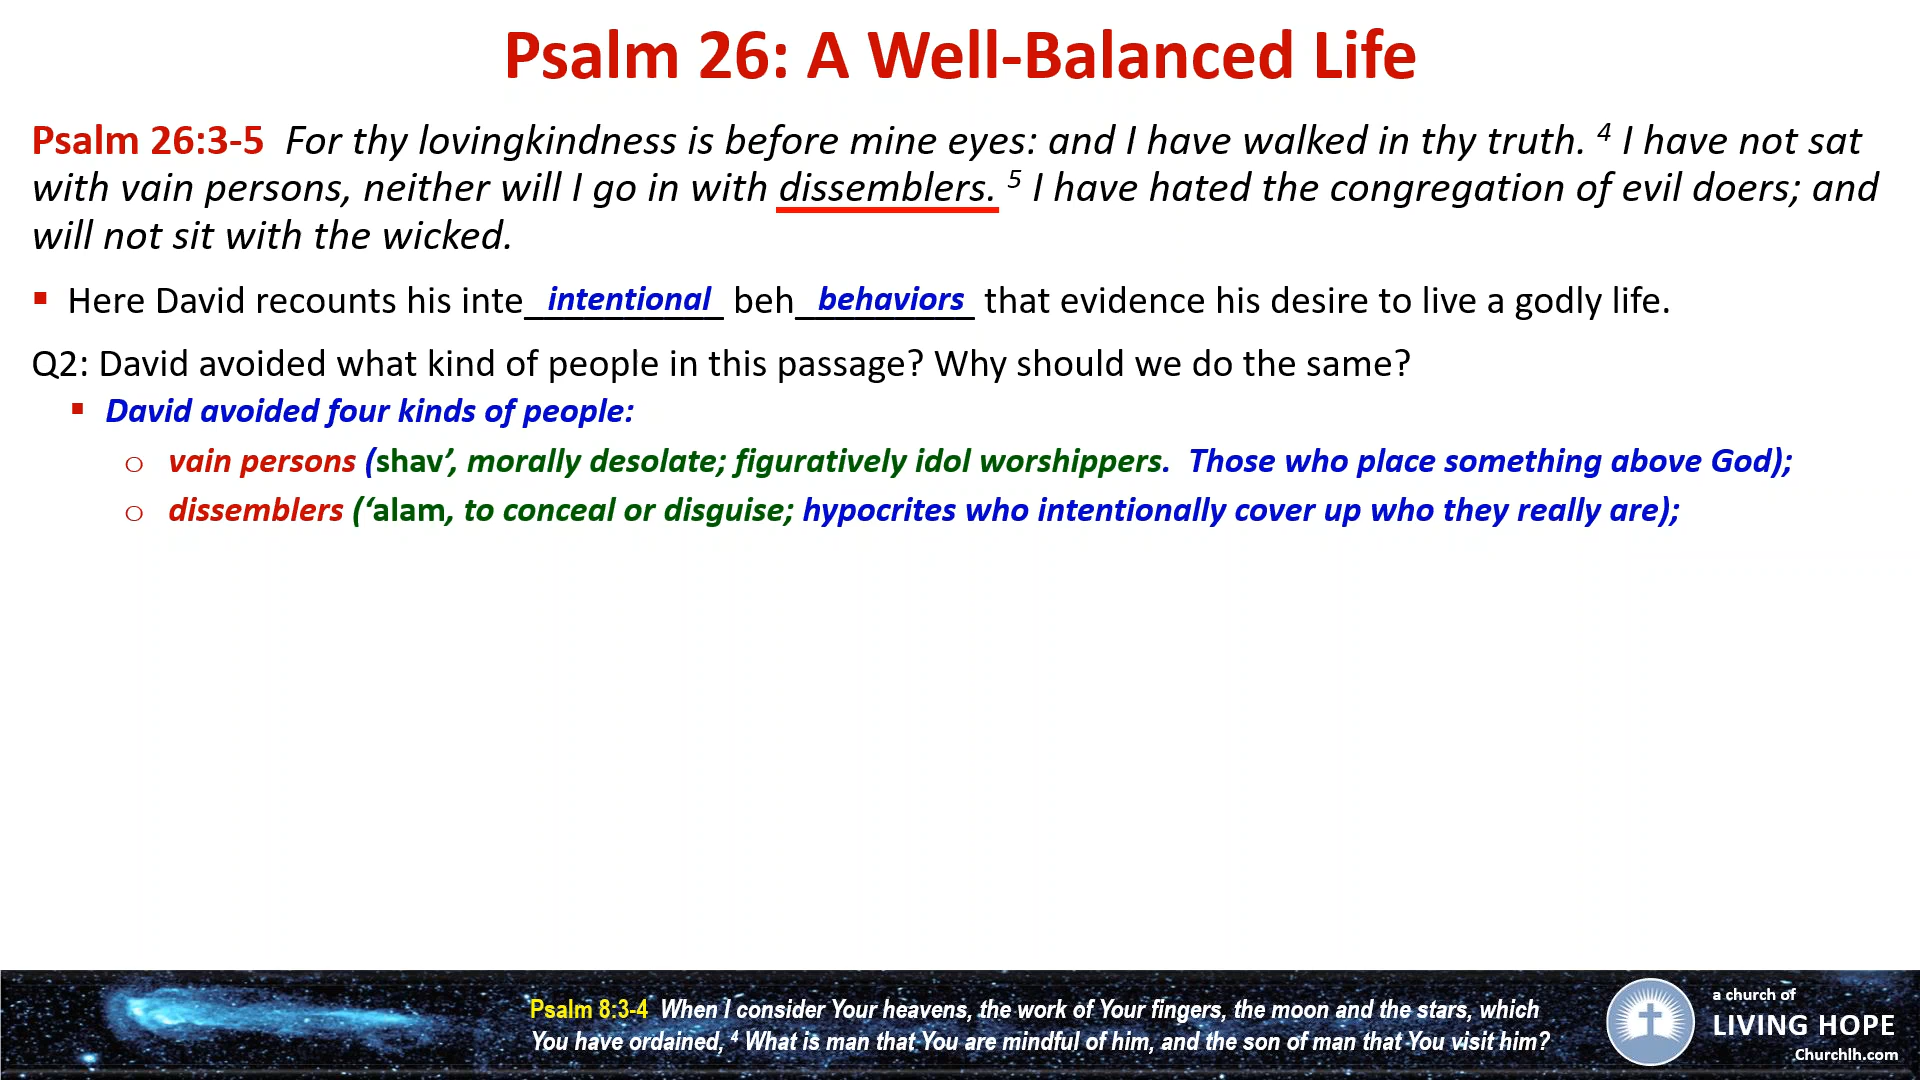 Psalm 26: A Well-Balanced Life
Psalm 26:3-5 For thy lovingkindness is before mine eyes: and I have walked in thy truth. 4 I have not sat
with vain persons, neither will I go in with dissemblers. 5 I have hated the congregation of evil doers; and
will not sit with the wicked.
▪ Here David recounts his inte_intentional_ beh_behaviors_ that evidence his desire to live a godly life.
Q2: David avoided what kind of people in this passage? Why should we do the same?
▪ David avoided four kinds of people:
o vain persons (shav’, morally desolate; figuratively idol worshippers. Those who place something above God);
o dissemblers (‘alam, to conceal or disguise; hypocrites who intentionally cover up who they really are);
Psalm 8:3-4 When I consider Your heavens, the work of Your fingers, the moon and the stars, which
You have ordained, 4 What is man that You are mindful of him, and the son of man that You visit him?
a church of
LIVING HOPE
Churchlh.com